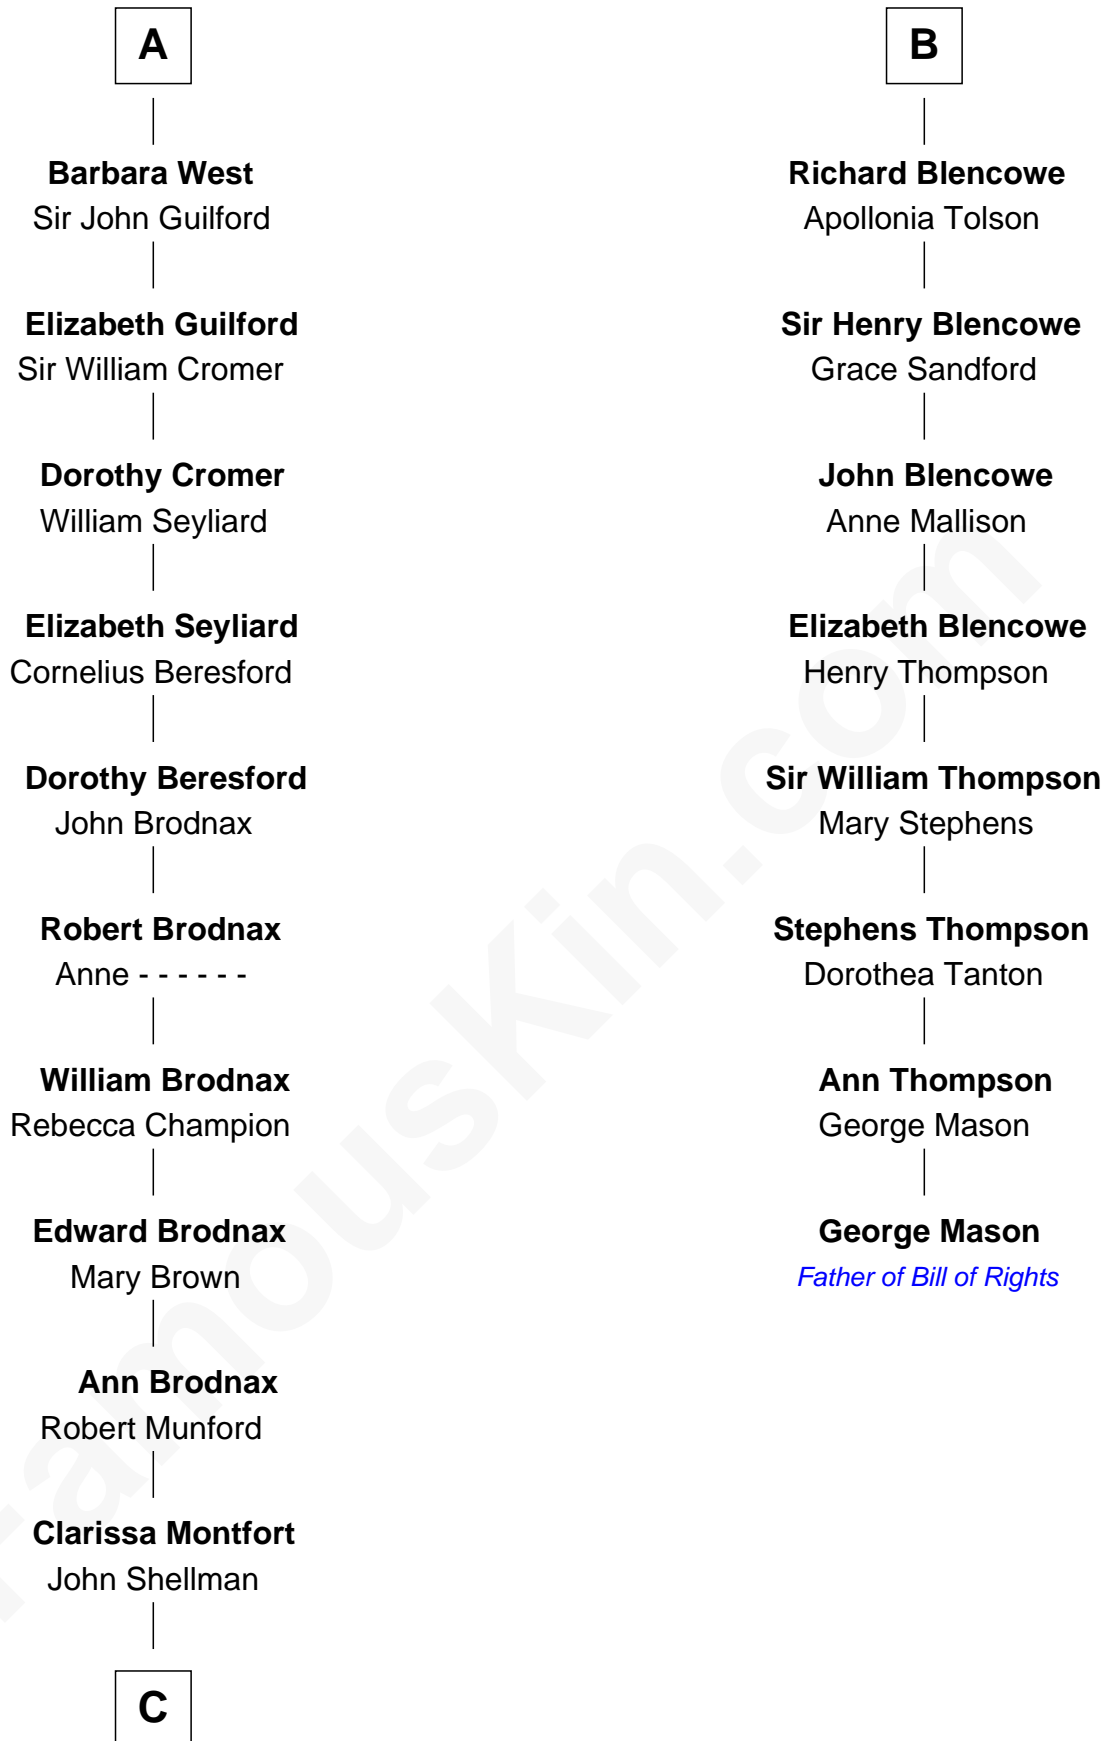 A
Barbara West
Sir John Guilford
Elizabeth Guilford
Sir William Cromer
Dorothy Cromer
William Seyliard
Elizabeth Seyliard
Cornelius Beresford
Dorothy Beresford
John Brodnax
Robert Brodnax
Anne - - - - - -
William Brodnax
Rebecca Champion
Edward Brodnax
Mary Brown
Ann Brodnax
Robert Munford
Clarissa Montfort
John Shellman
C
B
Richard Blencowe
Apollonia Tolson
Sir Henry Blencowe
Grace Sandford
John Blencowe
Anne Mallison
Elizabeth Blencowe
Henry Thompson
Sir William Thompson
Mary Stephens
Stephens Thompson
Dorothea Tanton
Ann Thompson
George Mason
George Mason
Father of Bill of Rights
FamousKin.com